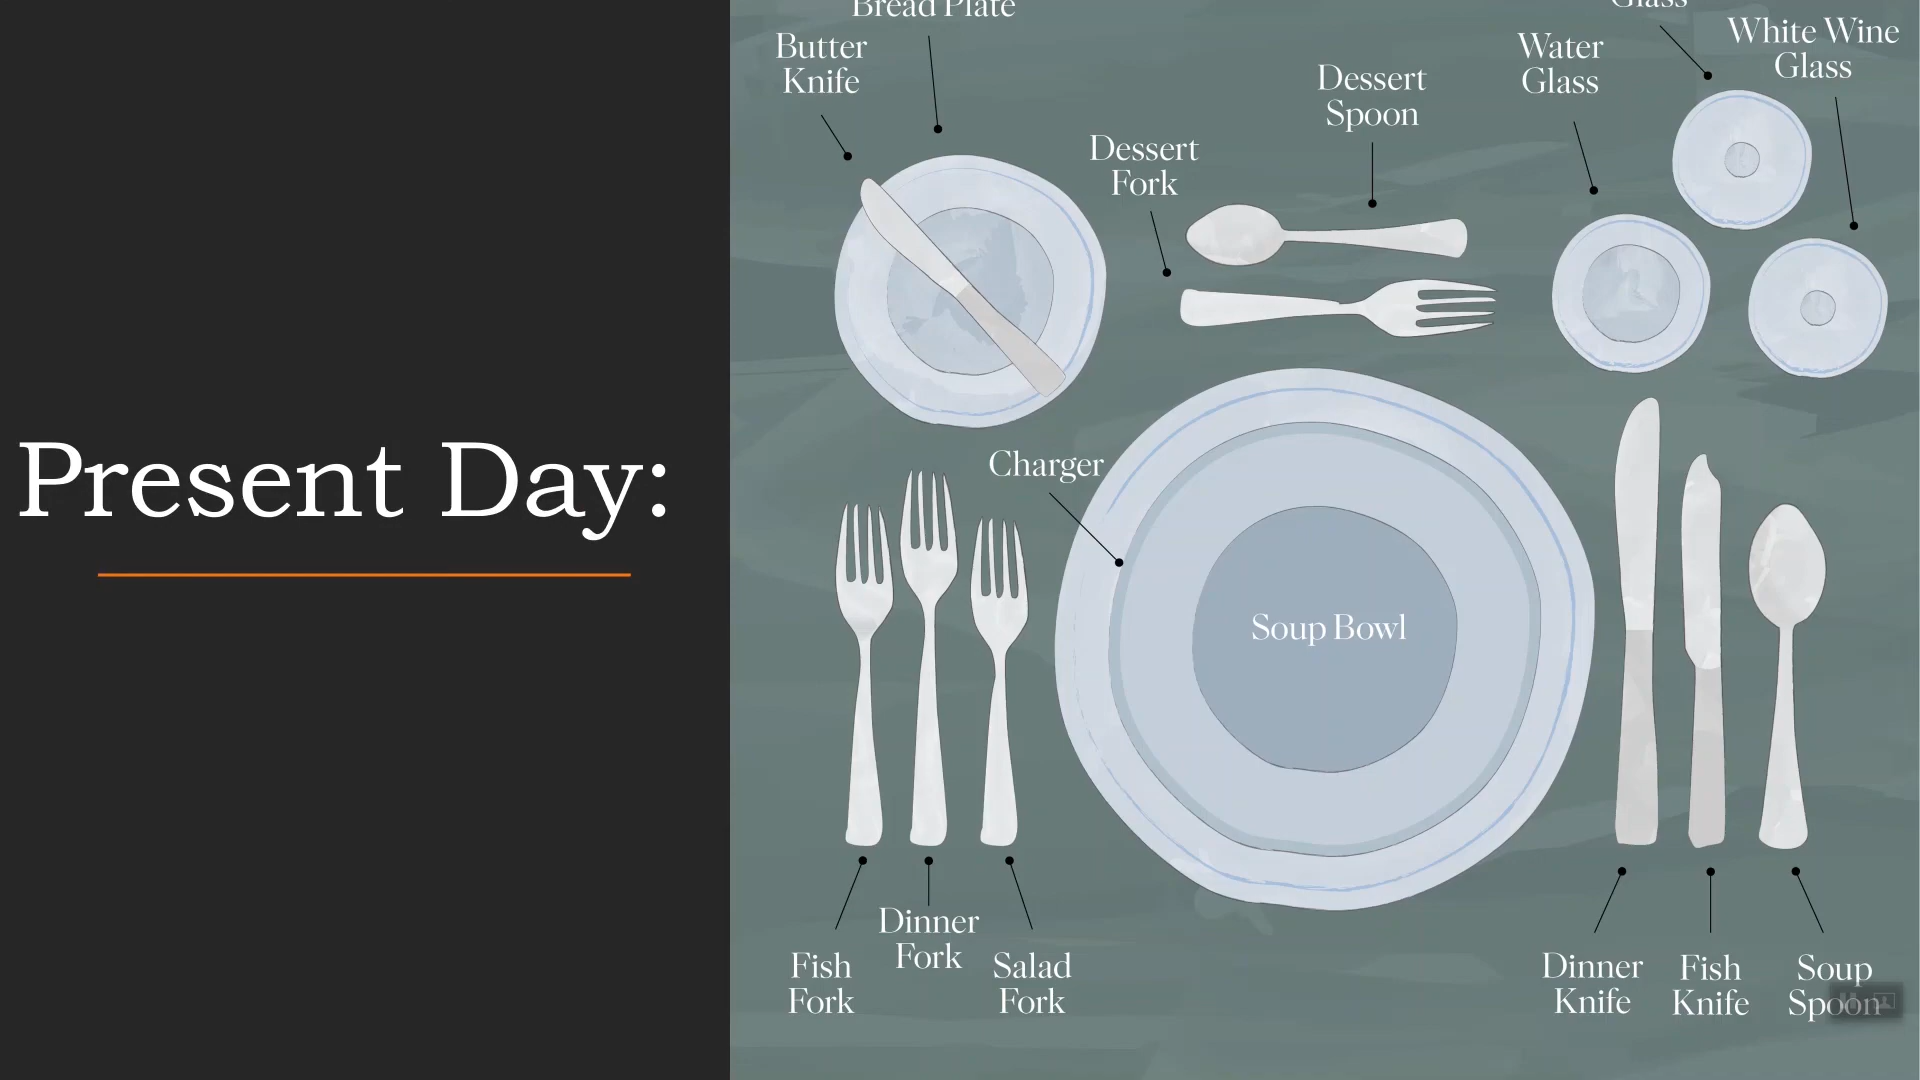 Present Day:
Bread Plate
Butter
Knife
Dessert
Fork
Dessert
Spoon
Water
Glass
Glass
White Wine
Glass
Charger
Soup Bowl
Fish
Fork
Dinner
Fork
Salad
Fork
Dinner
Knife
Fish
Knife
Soup
Spoon